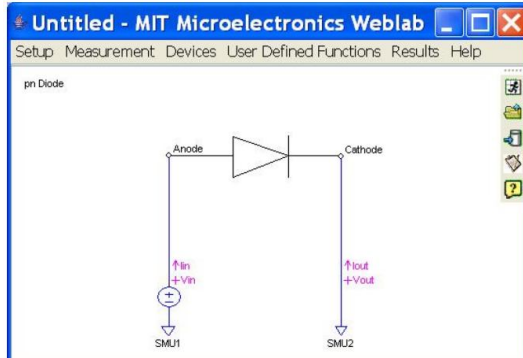 Untitled - MIT Microelectronics Weblab
Setup Measurement Devices User Defined Functions Results Help
pn Diode
Anode
Cathode
↑Iin
+Vin
↑Iout
+Vout
SMU1
SMU2